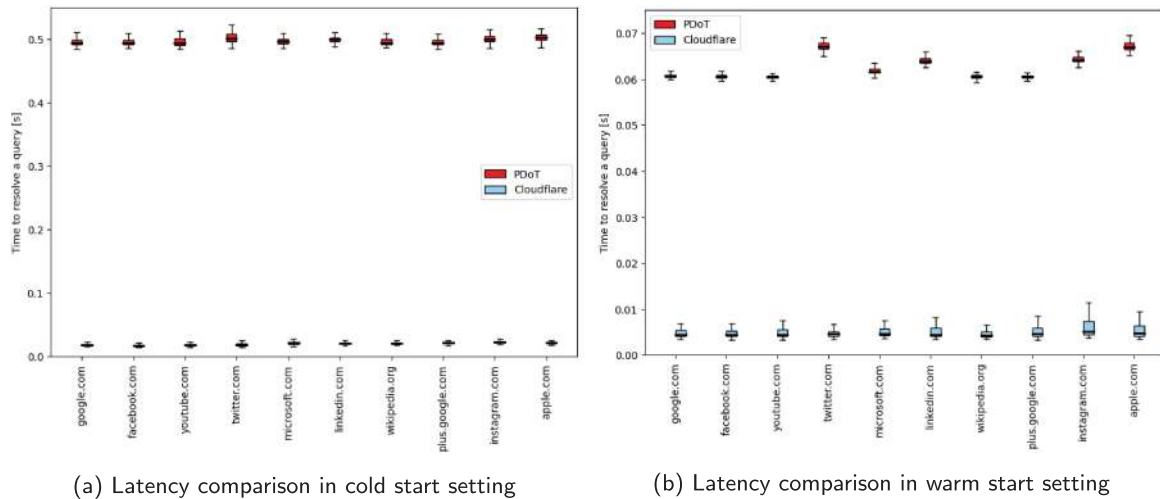 Time to resolve a query [s]
0.5
0.4
0.3
0.2
0.1
0.0
PDoT
Cloudflare
google.com
facebook.com
youtube.com
twitter.com
microsoft.com
linkedin.com
wikipedia.org
plus.google.com
instagram.com
apple.com
(a) Latency comparison in cold start setting
Time to resolve a query [s]
0.07
0.06
0.05
0.04
0.03
0.02
0.01
0.00
PDoT
Cloudflare
google.com
facebook.com
youtube.com
twitter.com
microsoft.com
linkedin.com
wikipedia.org
plus.google.com
instagram.com
apple.com
(b) Latency comparison in warm start setting